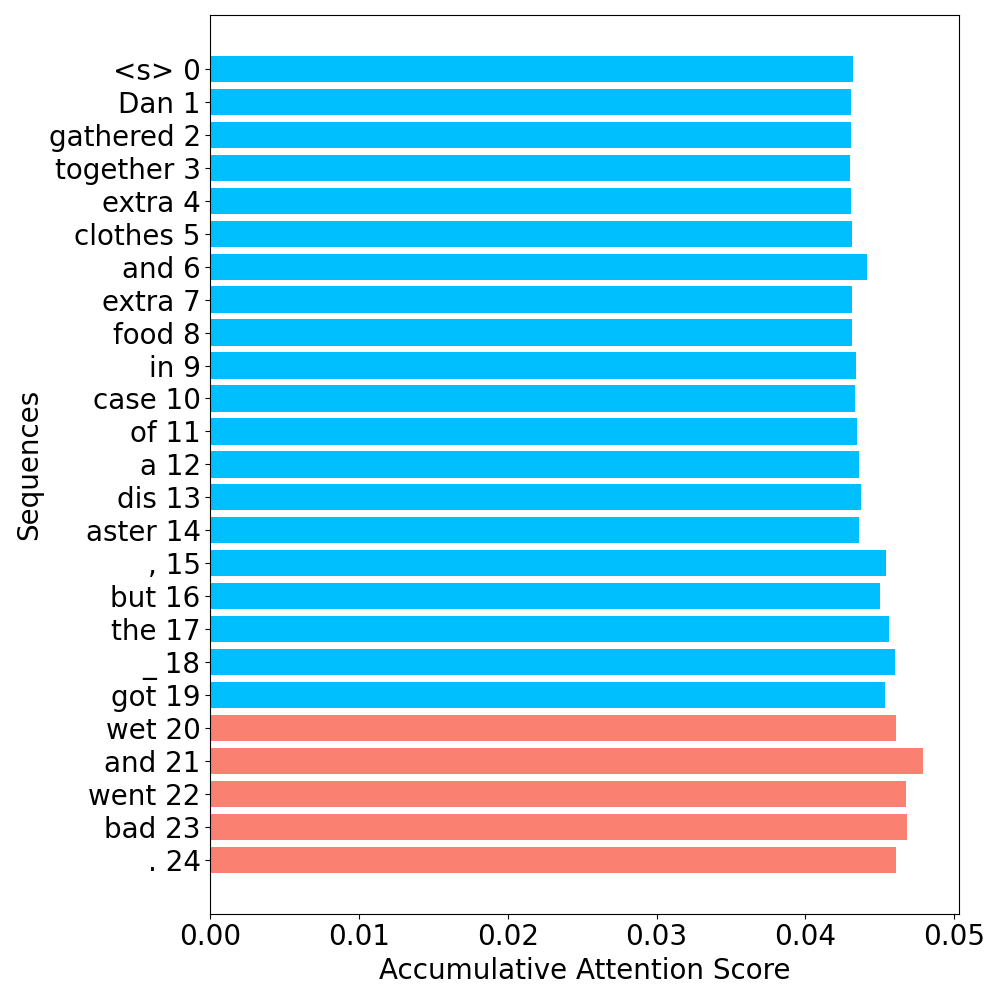 <s> 0
Dan 1
gathered 2
together 3
extra 4
clothes 5
and 6
extra 7
food 8
in 9
case 10
of 11
a 12
dis 13
aster 14
, 15
but 16
the 17
_ 18
got 19
wet 20
and 21
went 22
bad 23
. 24
Sequences
0.00 0.01 0.02 0.03 0.04 0.05
Accumulative Attention Score